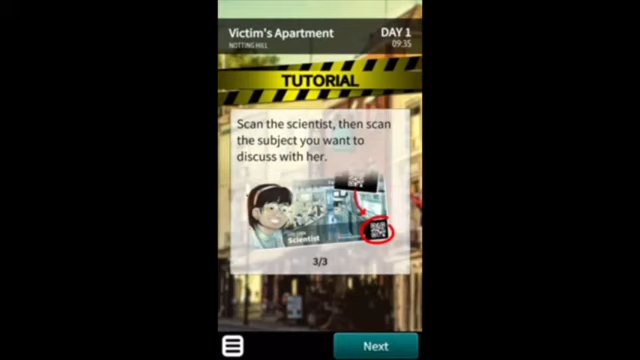 Victim's Apartment
NOTTING HILL
DAY 1
09:35
TUTORIAL
Scan the scientist, then scan
the subject you want to
discuss with her.
Scientist
3/3
Next